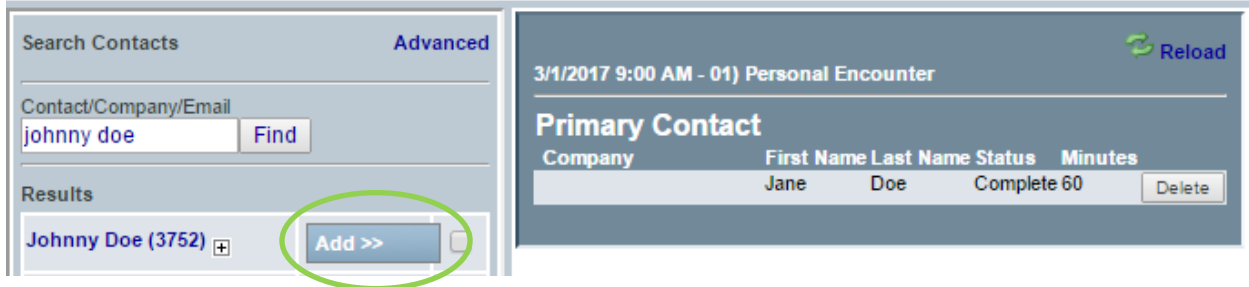 Search Contacts Advanced
Contact/Company/Email
johnny doe Find
Results
Johnny Doe (3752) Add >>
Reload
3/1/2017 9:00 AM - 01) Personal Encounter
Primary Contact
Company First Name Last Name Status Minutes
Jane Doe Complete 60 Delete